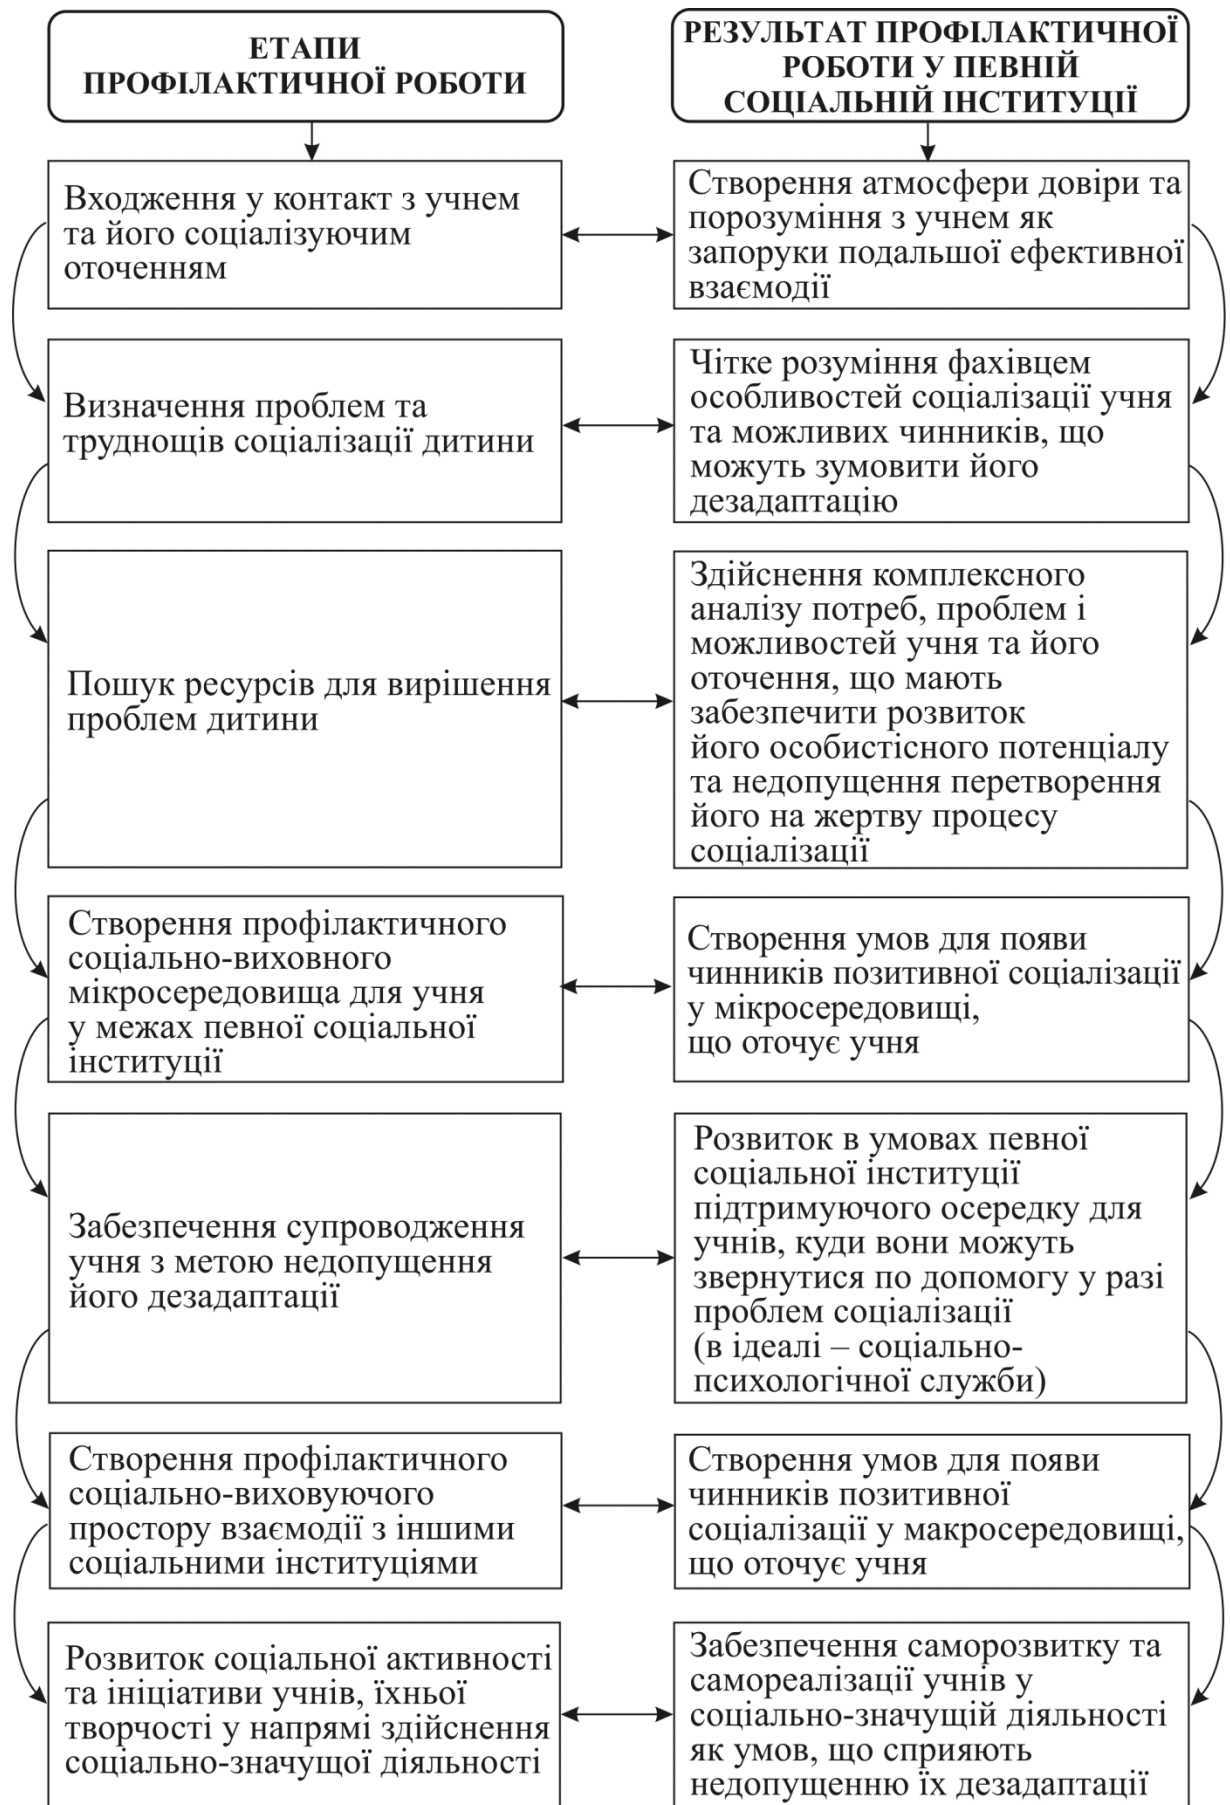 ЕТАПИ
ПРОФІЛАКТИЧНОЇ РОБОТИ
РЕЗУЛЬТАТ ПРОФІЛАКТИЧНОЇ
РОБОТИ У ПЕВНІЙ
СОЦІАЛЬНІЙ ІНСТИТУЦІЇ
Входження у контакт з учнем
та його соціалізуючим
оточенням
Створення атмосфери довіри та
порозуміння з учнем як
запоруки подальшої ефективної
взаємодії
Визначення проблем та
труднощів соціалізації дитини
Чітке розуміння фахівцем
особливостей соціалізації учня
та можливих чинників, що
можуть зумовити його
дезадаптацію
Пошук ресурсів для вирішення
проблем дитини
Здійснення комплексного
аналізу потреб, проблем і
можливостей учня та його
оточення, що мають
забезпечити розвиток
його особистісного потенціалу
та недопущення перетворення
його на жертву процесу
соціалізації
Створення профілактичного
соціально-виховного
мікросередовища для учня
у межах певної соціальної
інституції
Створення умов для появи
чинників позитивної соціалізації
у мікросередовищі,
що оточує учня
Забезпечення супроводження
учня з метою недопущення
його дезадаптації
Розвиток в умовах певної
соціальної інституції
підтримуючого осередку для
учнів, куди вони можуть
звернутися по допомогу у разі
проблем соціалізації
(в ідеалі – соціально-
психологічної служби)
Створення профілактичного
соціально-виховуючого
простору взаємодії з іншими
соціальними інституціями
Створення умов для появи
чинників позитивної
соціалізації у макросередовищі,
що оточує учня
Розвиток соціальної активності
та ініціативи учнів, їхньої
творчості у напрямі здійснення
соціально-значущої діяльності
Забезпечення саморозвитку та
самореалізації учнів у
соціально-значущій діяльності
як умов, що сприяють
недопущенню їх дезадаптації